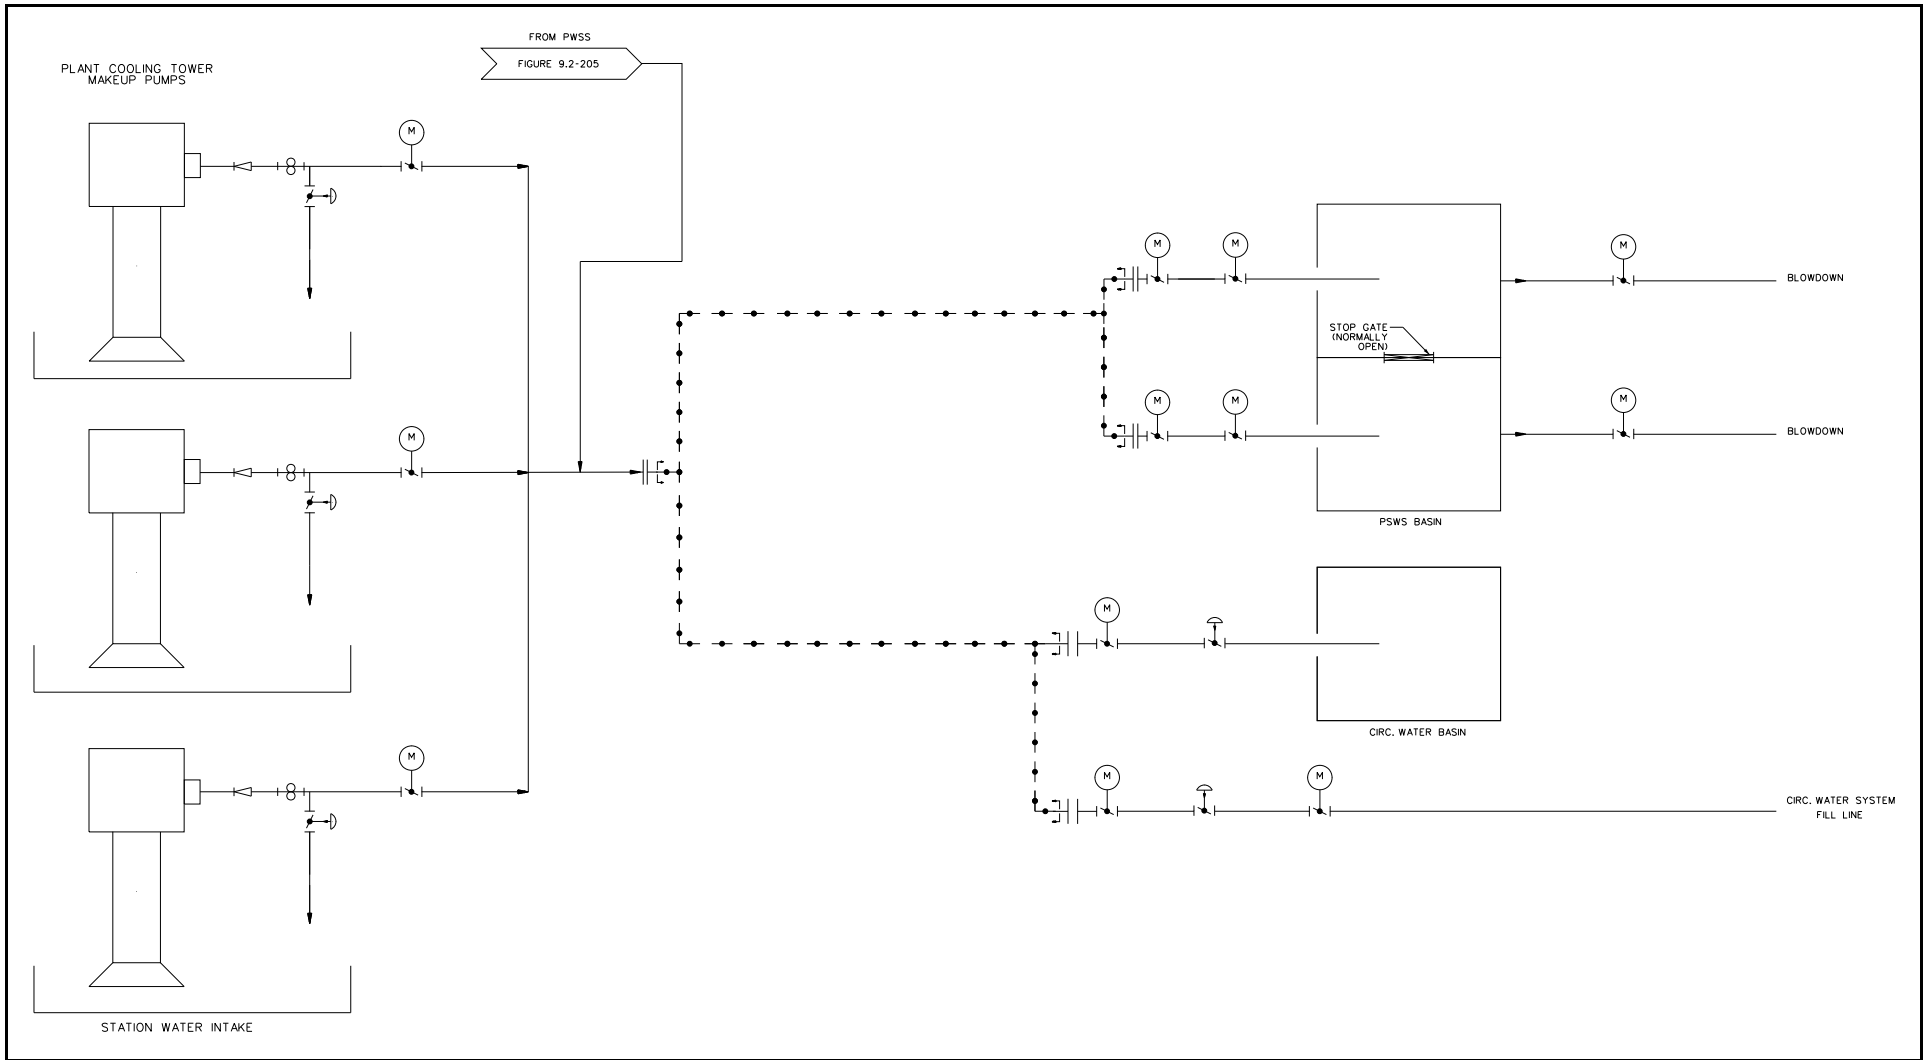 FROM PWSS
FIGURE 9.2-205
PLANT COOLING TOWER
MAKEUP PUMPS
M
M
M
M
M
M
STOP GATE
(NORMALLY
OPEN)
BLOWDOWN
M
M
M
M
BLOWDOWN
PSWS BASIN
M
CIRC. WATER BASIN
M
M
M
CIRC. WATER SYSTEM
FILL LINE
STATION WATER INTAKE